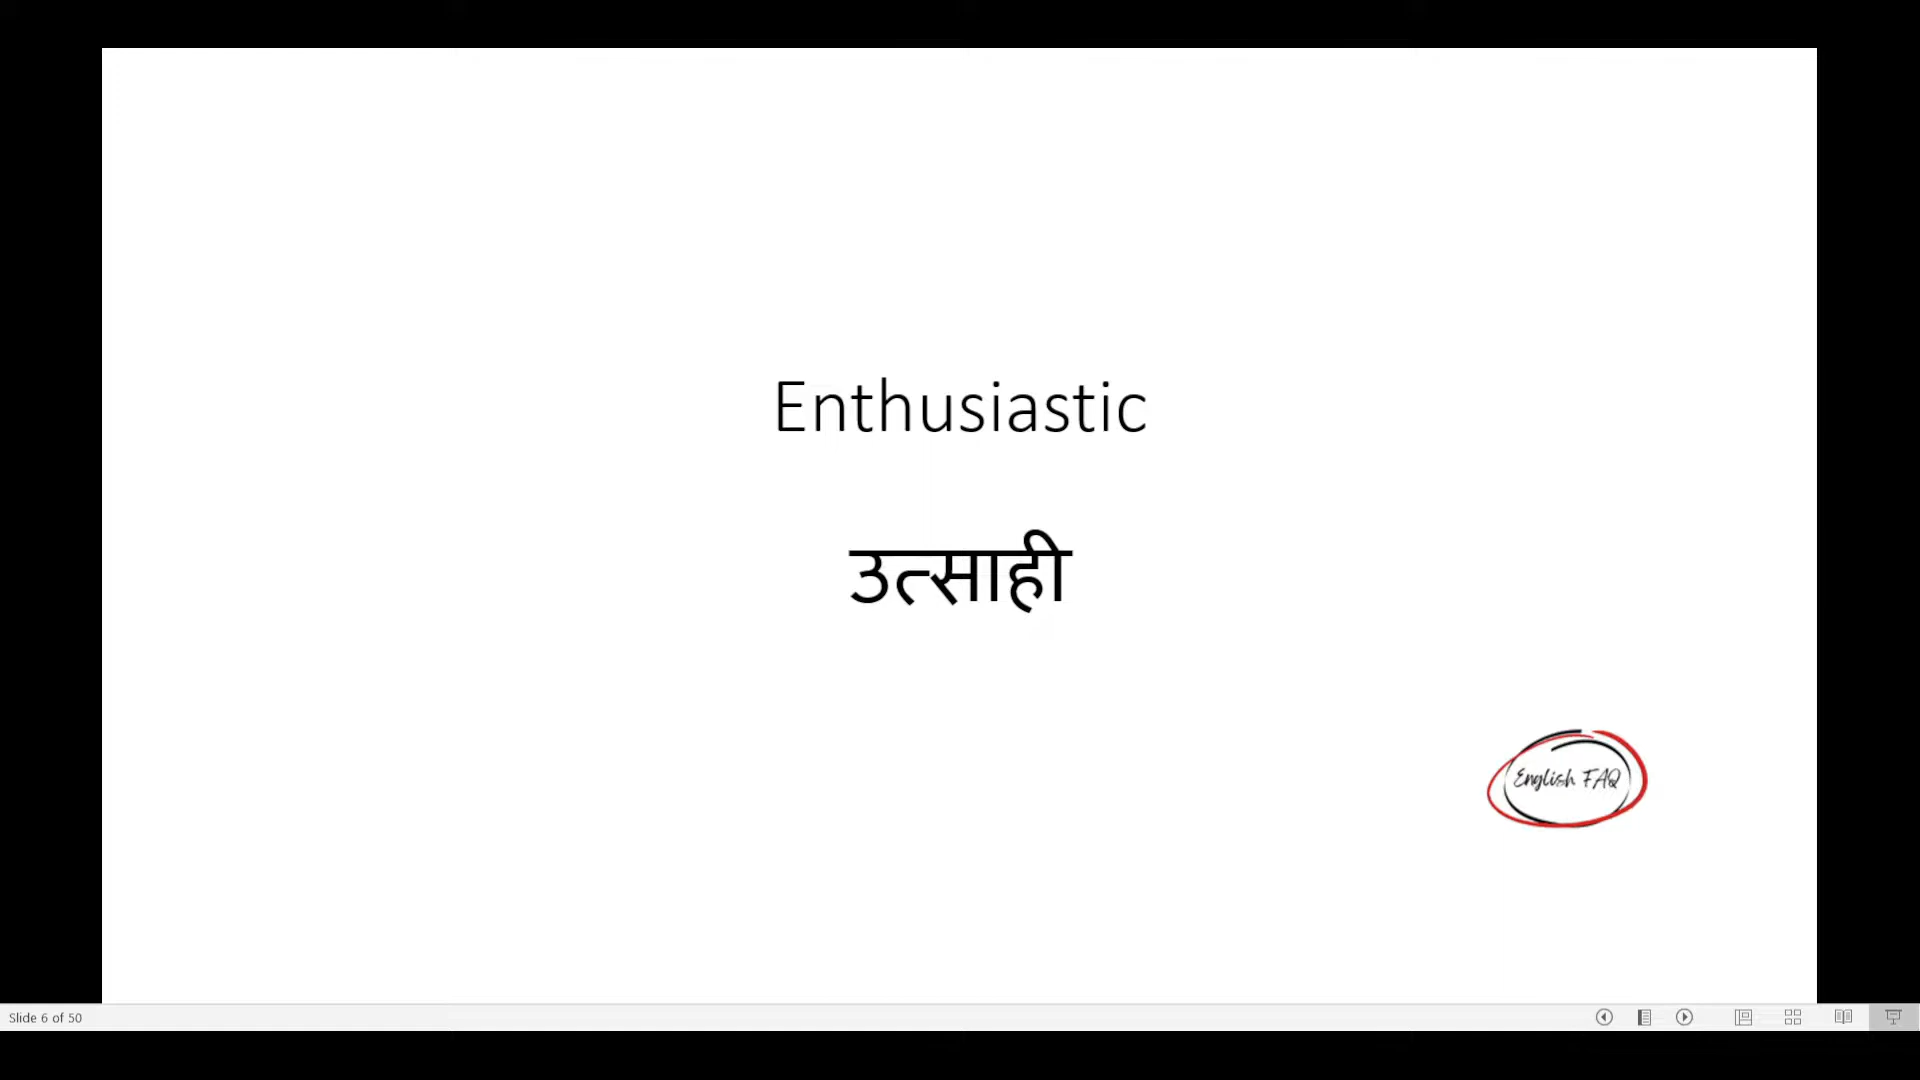 Enthusiastic
उत्साही
English FAQ
Slide 6 of 50